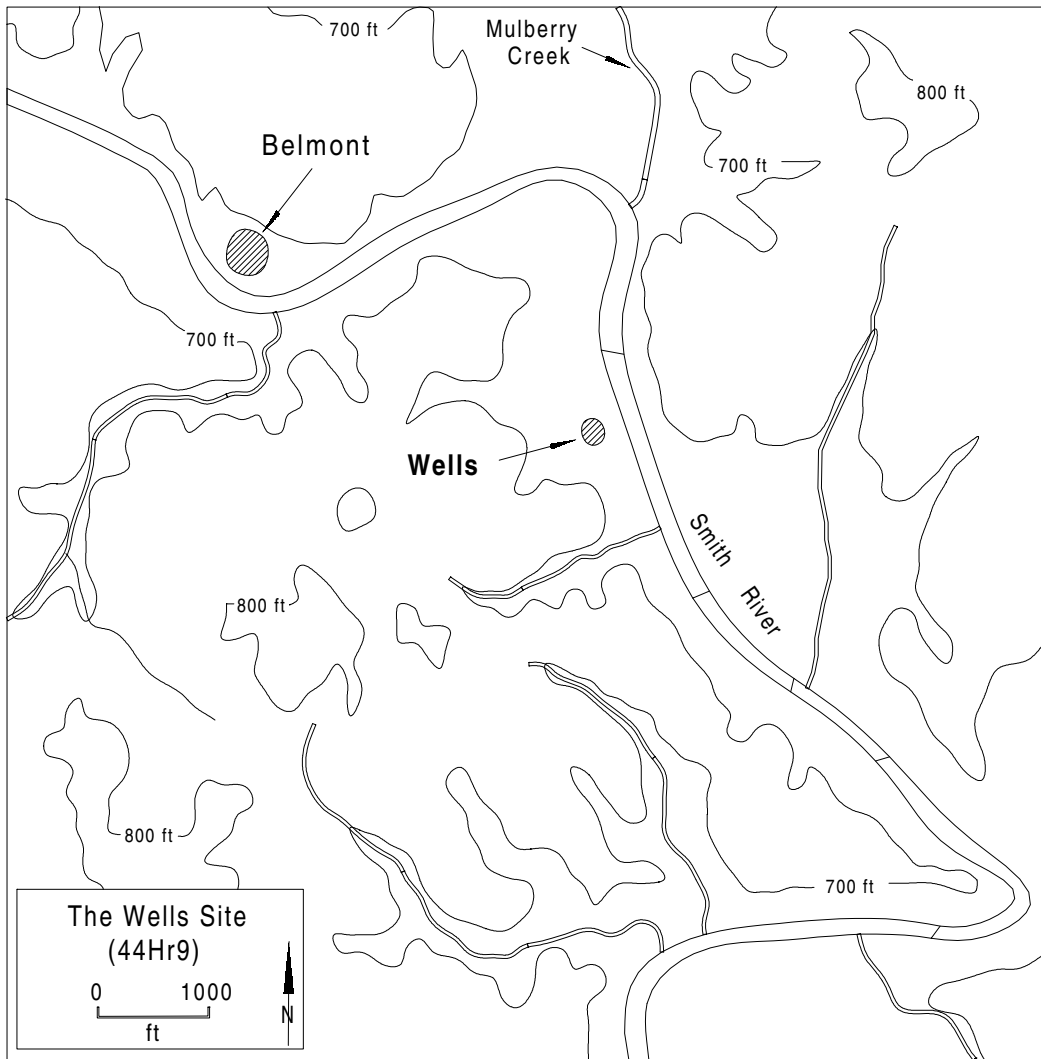 700 ft
Mulberry
Creek
800 ft
Belmont
700 ft
700 ft
Wells
Smith River
800 ft
800 ft
700 ft
The Wells Site
(44Hr9)
0 1000
ft
N